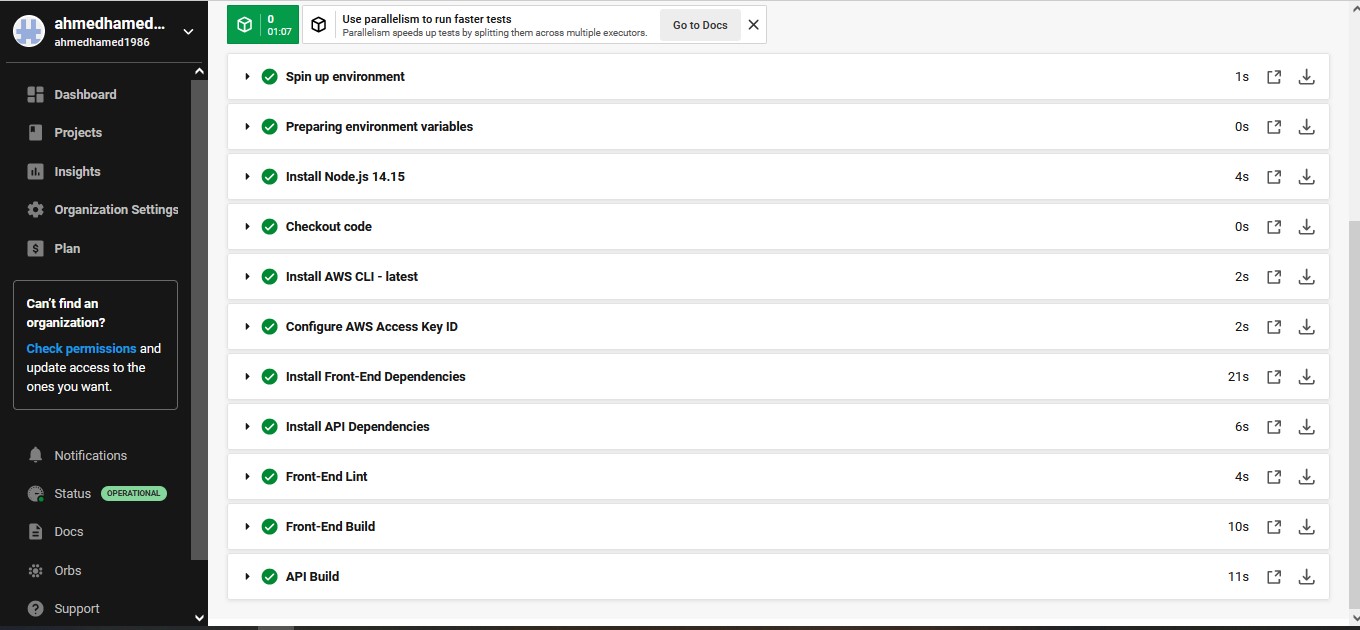 ahmedhamed...
ahmedhamed1986
Dashboard
Projects
Insights
Organization Settings
Plan
Can't find an
organization?
Check permissions and
update access to the
ones you want.
Notifications
Status OPERATIONAL
Docs
Orbs
Support
0
01:07
Use parallelism to run faster tests
Parallelism speeds up tests by splitting them across multiple executors.
Go to Docs
Spin up environment 1s
Preparing environment variables 0s
Install Node.js 14.15 4s
Checkout code 0s
Install AWS CLI - latest 2s
Configure AWS Access Key ID 2s
Install Front-End Dependencies 21s
Install API Dependencies 6s
Front-End Lint 4s
Front-End Build 10s
API Build 11s